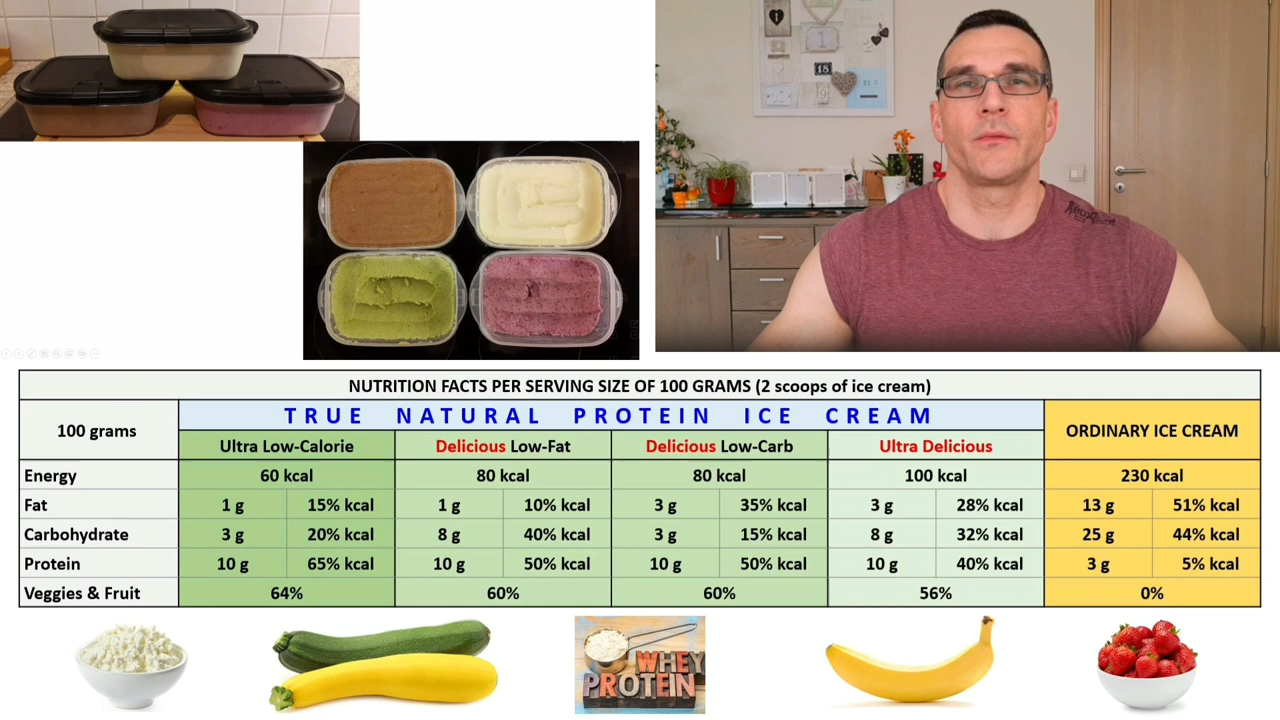 1
18
9
NUTRITION FACTS PER SERVING SIZE OF 100 GRAMS (2 scoops of ice cream)
100 grams
TRUE NATURAL PROTEIN ICE CREAM
ORDINARY ICE CREAM
Ultra Low-Calorie Delicious Low-Fat Delicious Low-Carb Ultra Delicious
Energy 60 kcal 80 kcal 80 kcal 100 kcal 230 kcal
Fat 1 g 15% kcal 1 g 10% kcal 3 g 35% kcal 3 g 28% kcal 13 g 51% kcal
Carbohydrate 3 g 20% kcal 8 g 40% kcal 3 g 15% kcal 8 g 32% kcal 25 g 44% kcal
Protein 10 g 65% kcal 10 g 50% kcal 10 g 50% kcal 10 g 40% kcal 3 g 5% kcal
Veggies & Fruit 64% 60% 60% 56% 0%
WHEY
PROTEIN